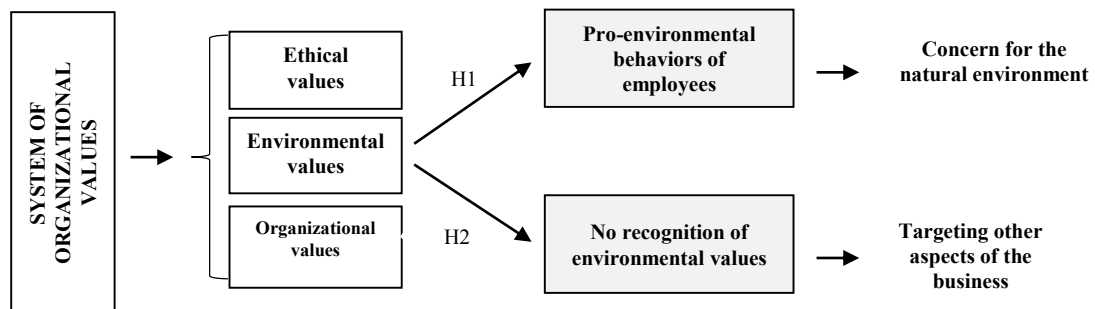 SYSTEM OF
ORGANIZATIONAL
VALUES
Ethical
values
Environmental
values
Organizational
values
H1
H2
Pro-environmental
behaviors of
employees
No recognition of
environmental values
Concern for the
natural environment
Targeting other
aspects of the
business